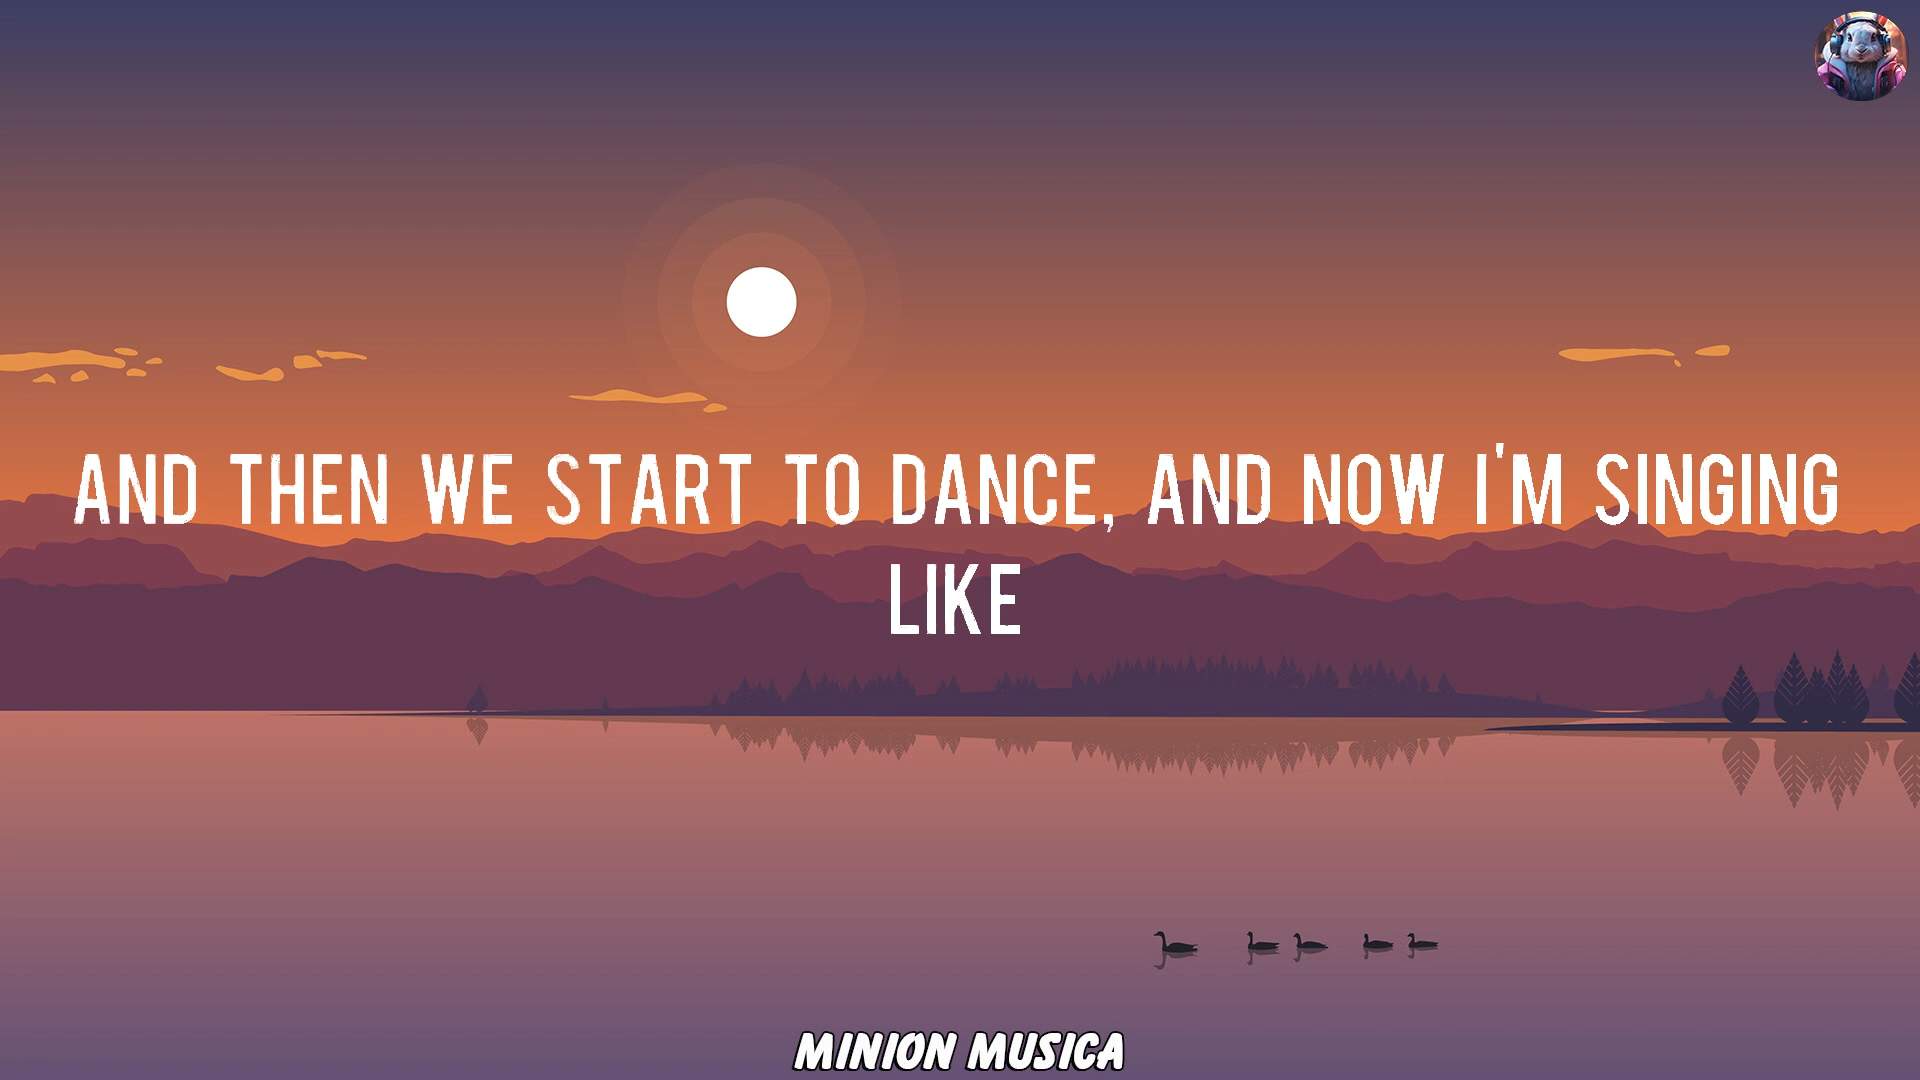 AND THEN WE START TO DANCE, AND NOW I'M SINGING
LIKE
MINION MUSICA